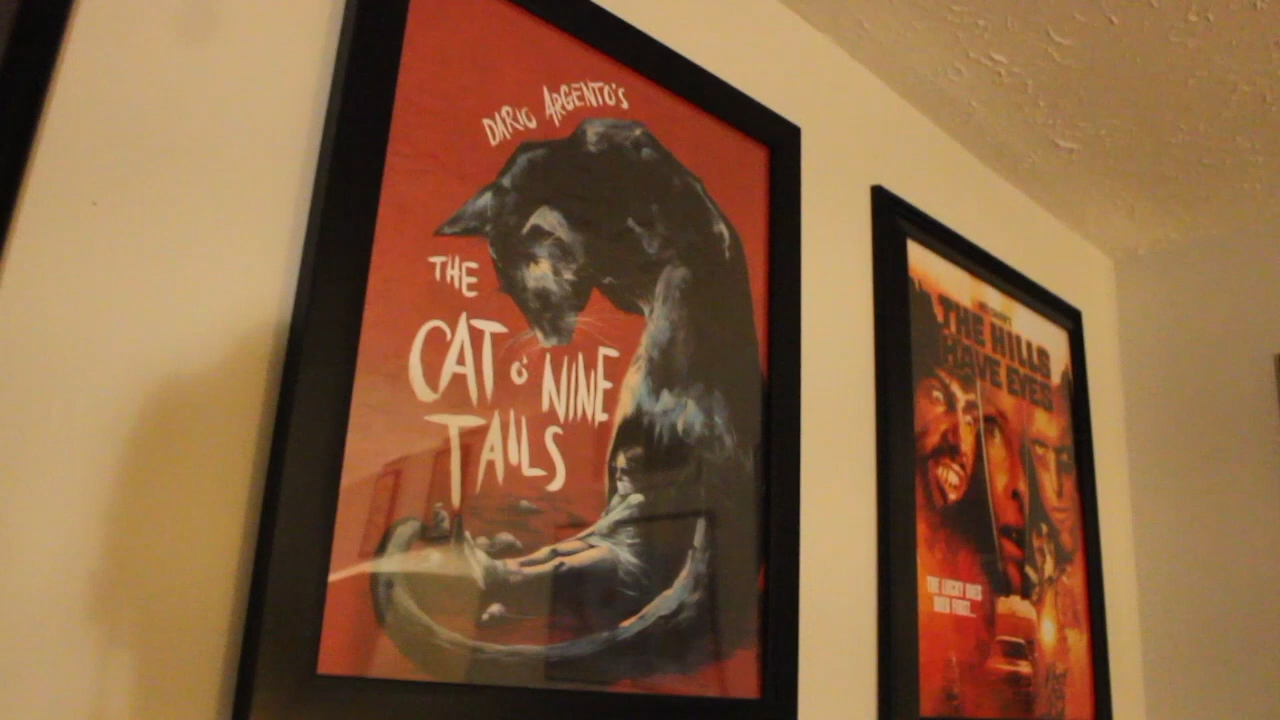 DARIO ARGENTO'S
THE
CAT O' NINE
TAILS
THE HILLS
HAVE EYES
THE LUCKY ONES
DIED FIRST...